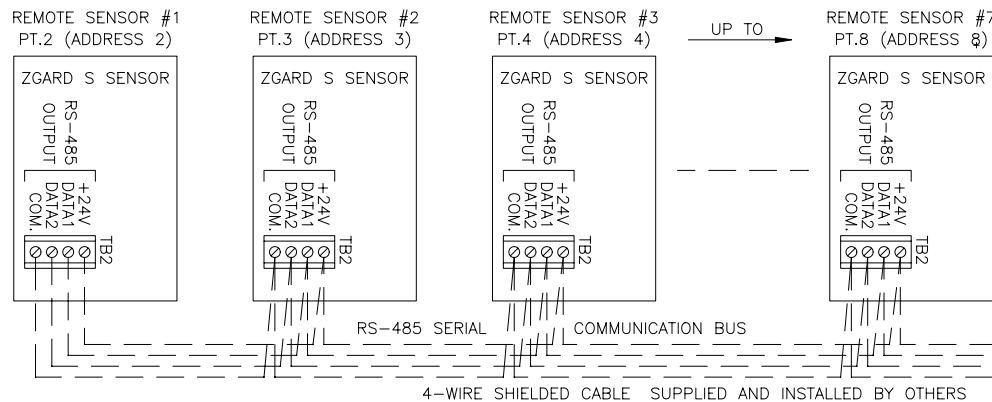 REMOTE SENSOR #1
PT.2 (ADDRESS 2)
ZGARD S SENSOR
RS-485
OUTPUT
+24V
DATA1
DATA2
COM.
TB2
REMOTE SENSOR #2
PT.3 (ADDRESS 3)
ZGARD S SENSOR
RS-485
OUTPUT
+24V
DATA1
DATA2
COM.
TB2
REMOTE SENSOR #3
PT.4 (ADDRESS 4)
ZGARD S SENSOR
RS-485
OUTPUT
+24V
DATA1
DATA2
COM.
TB2
UP TO
REMOTE SENSOR #7
PT.8 (ADDRESS 8)
ZGARD S SENSOR
RS-485
OUTPUT
+24V
DATA1
DATA2
COM.
TB2
RS-485 SERIAL COMMUNICATION BUS
4-WIRE SHIELDED CABLE SUPPLIED AND INSTALLED BY OTHERS